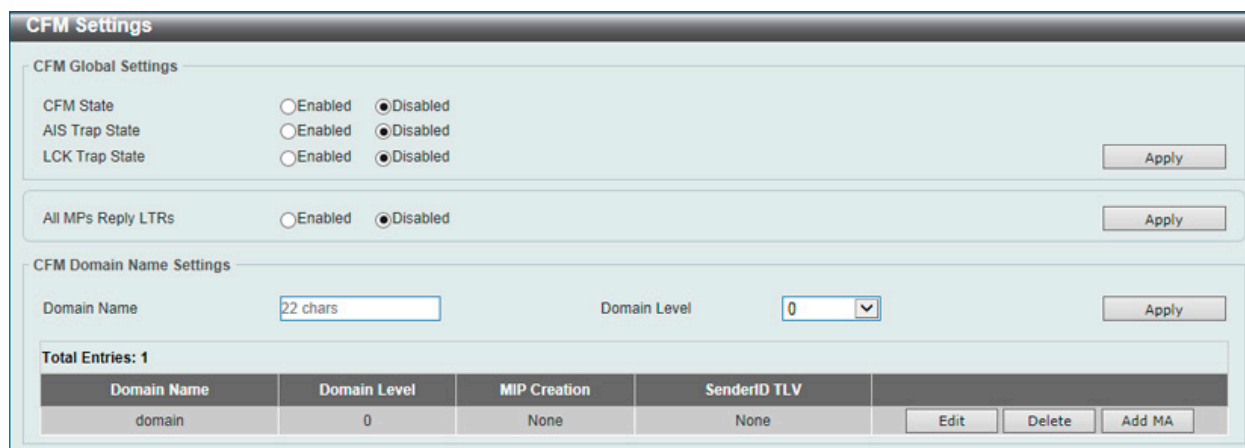 CFM Settings
CFM Global Settings
CFM State Enabled Disabled
AIS Trap State Enabled Disabled
LCK Trap State Enabled Disabled Apply
All MPs Reply LTRs Enabled Disabled Apply
CFM Domain Name Settings
Domain Name 22 chars Domain Level 0 Apply
Total Entries: 1
Domain Name Domain Level MIP Creation SenderID TLV
domain 0 None None Edit Delete Add MA